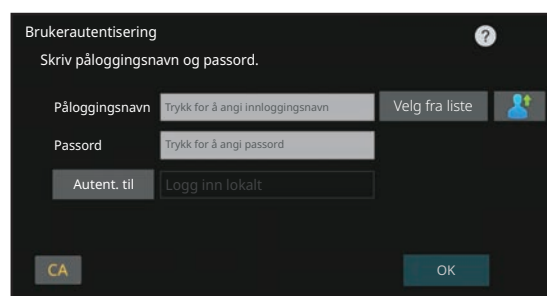 Brukerautentisering
?
Skriv påloggingsnavn og passord.
Påloggingsnavn Trykk for å angi innloggingsnavn Velg fra liste
Passord Trykk for å angi passord
Autent. til Logg inn lokalt
CA OK